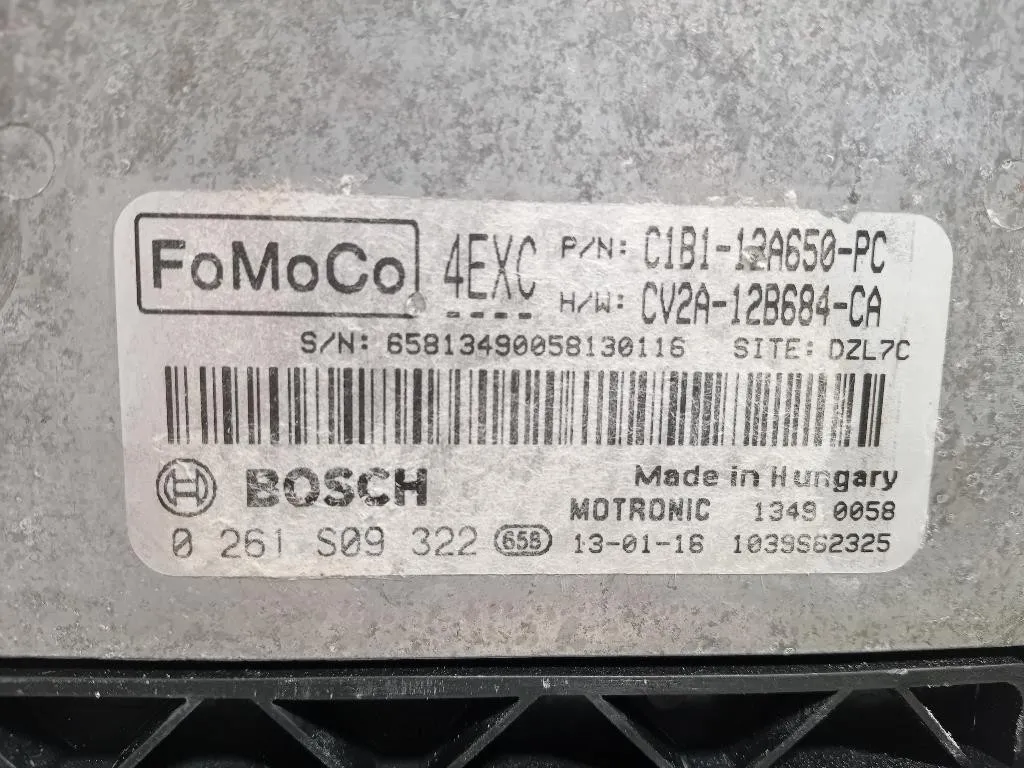 FoMoCo 4EXC P/N: C1B1-12A650-PC
H/W: CV2A-12B684-CA
S/N: 65813490058130116 SITE: DZL7C
BOSCH Made in Hungary
MOTRONIC 1349 0058
0 261 S09 322 658 13-01-16 1039S62325